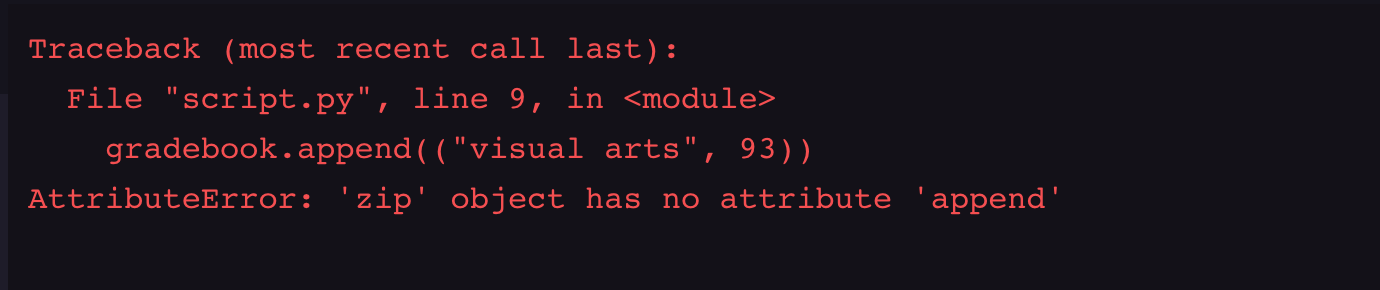 Traceback (most recent call last):
  File "script.py", line 9, in <module>
    gradebook.append(("visual arts", 93))
AttributeError: 'zip' object has no attribute 'append'